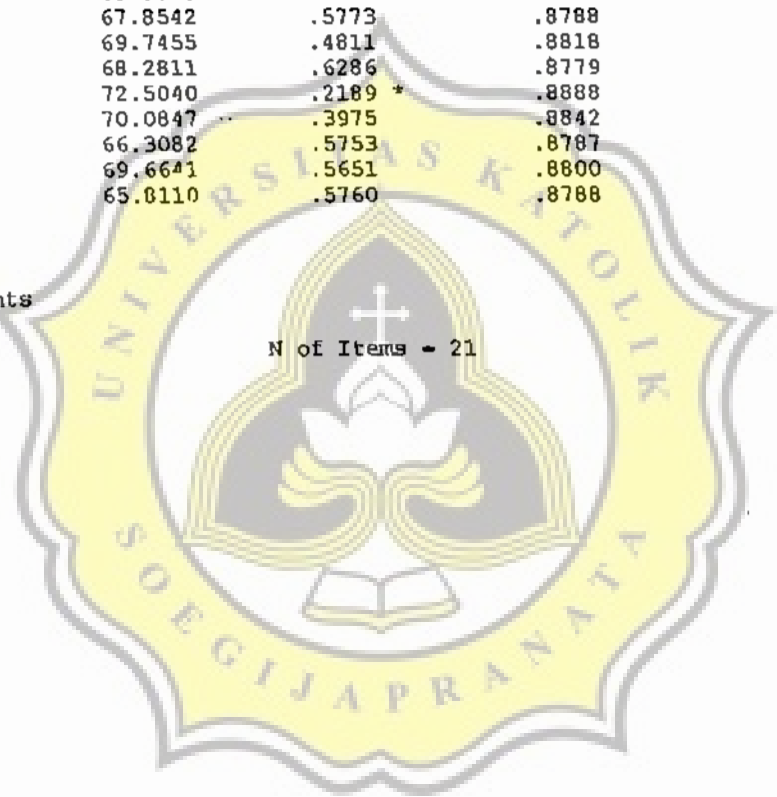 67.8542 .5773 .8788
69.7455 .4811 .8818
68.2811 .6286 .8779
72.5040 .2189 * .8888
70.0847 .3975 .8842
66.3082 .5753 .8787
69.6641 .5651 .8800
65.8110 .5760 .8788
nts
N of Items = 21
UNIVERSITAS KATOLIK
SOEGIJAPRANATA